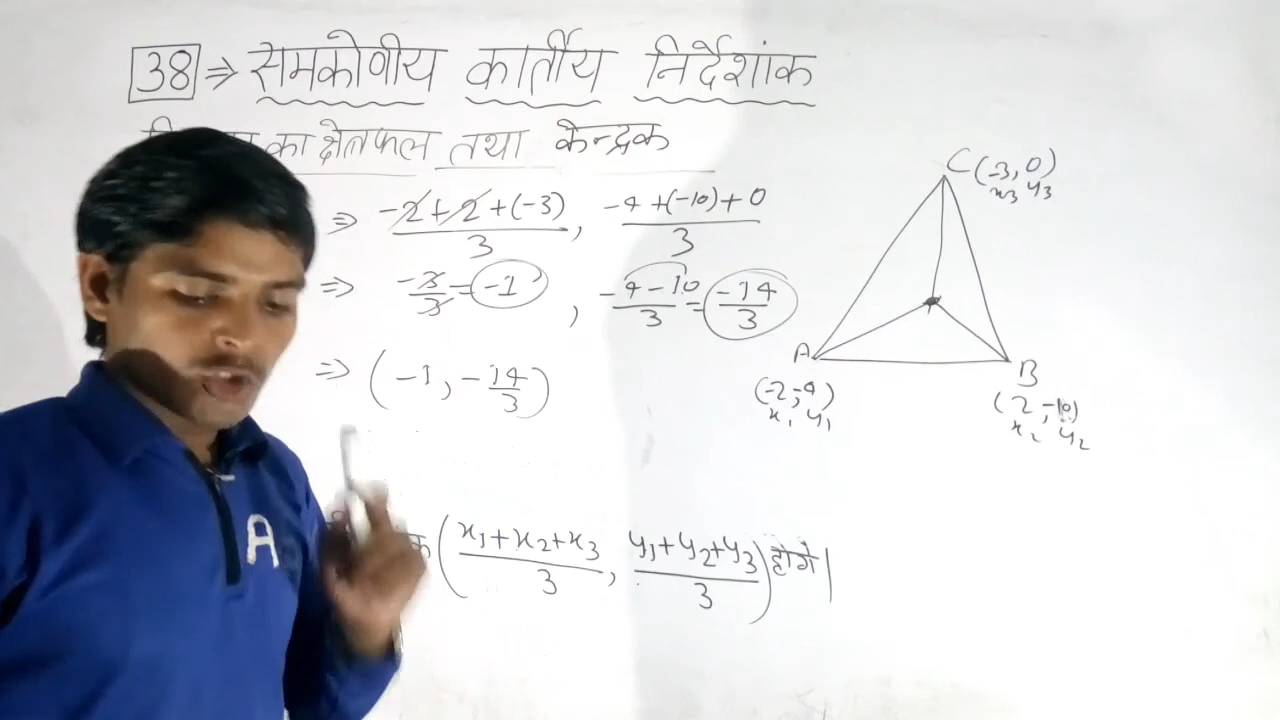 38 ⇒ समकोणीय कार्तीय निर्देशांक
का क्षेत्रफल तथा केन्द्रक
⇒ -2+2+(-3)/3, -4+(-10)+0/3
⇒ -3/3 = -1, -4-10/3 = -14/3
⇒ (-1, -14/3)
(x₁+x₂+x₃/3, y₁+y₂+y₃/3) होंगे|
C(-3, 0)
x₃ y₃
A
B
(-2,-4)
x₁ y₁
(2,-10)
x₂ y₂
A